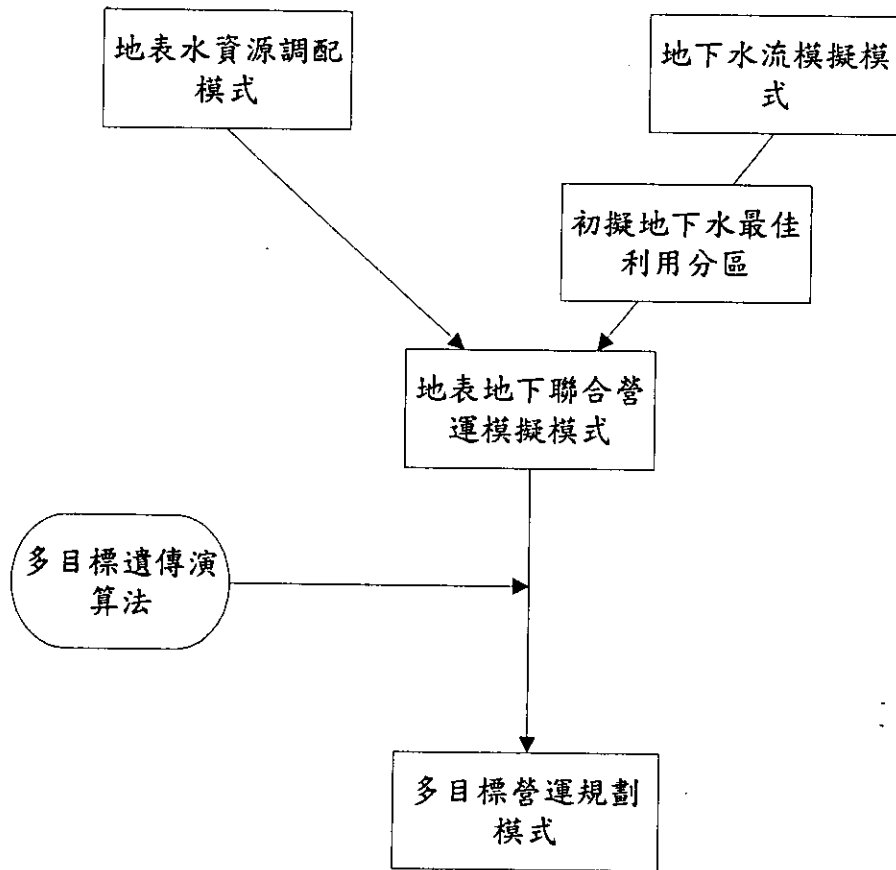 地表水資源調配
模式
地下水流模擬模
式
初擬地下水最佳
利用分區
地表地下聯合營
運模擬模式
多目標遺傳演
算法
多目標營運規劃
模式